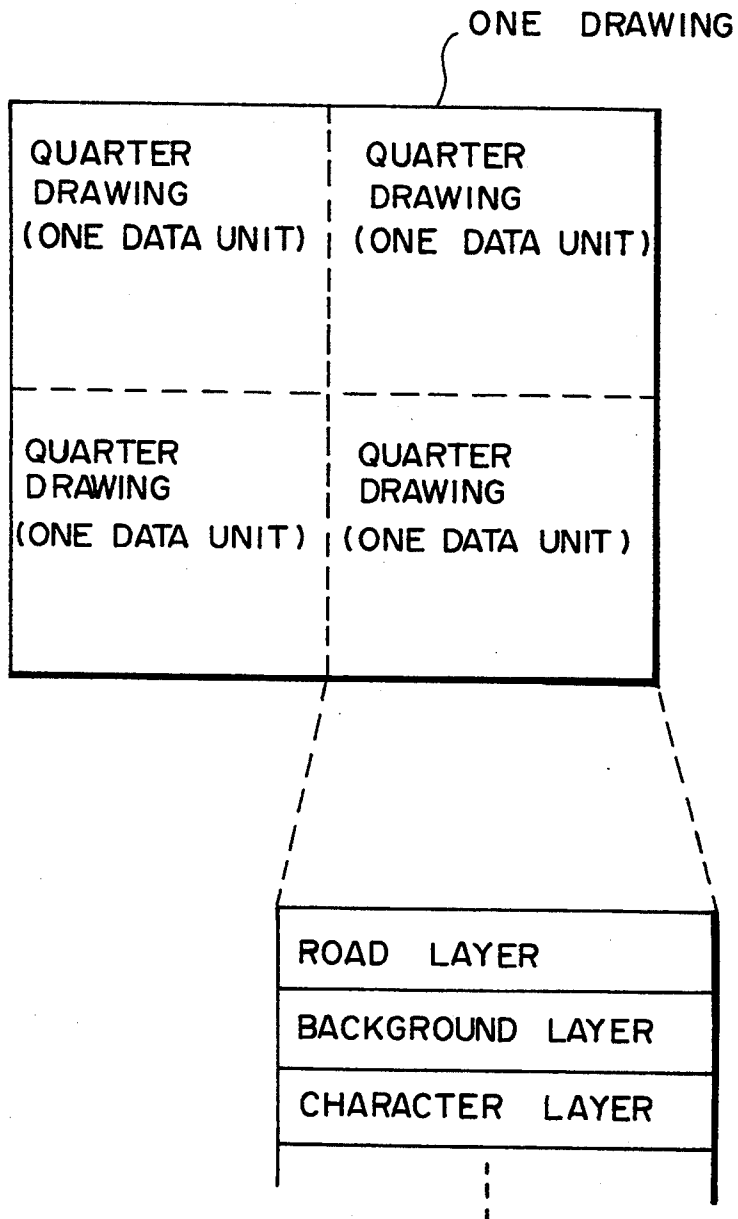 ONE DRAWING
QUARTER
DRAWING
(ONE DATA UNIT)
QUARTER
DRAWING
(ONE DATA UNIT)
QUARTER
DRAWING
(ONE DATA UNIT)
QUARTER
DRAWING
(ONE DATA UNIT)
ROAD LAYER
BACKGROUND LAYER
CHARACTER LAYER